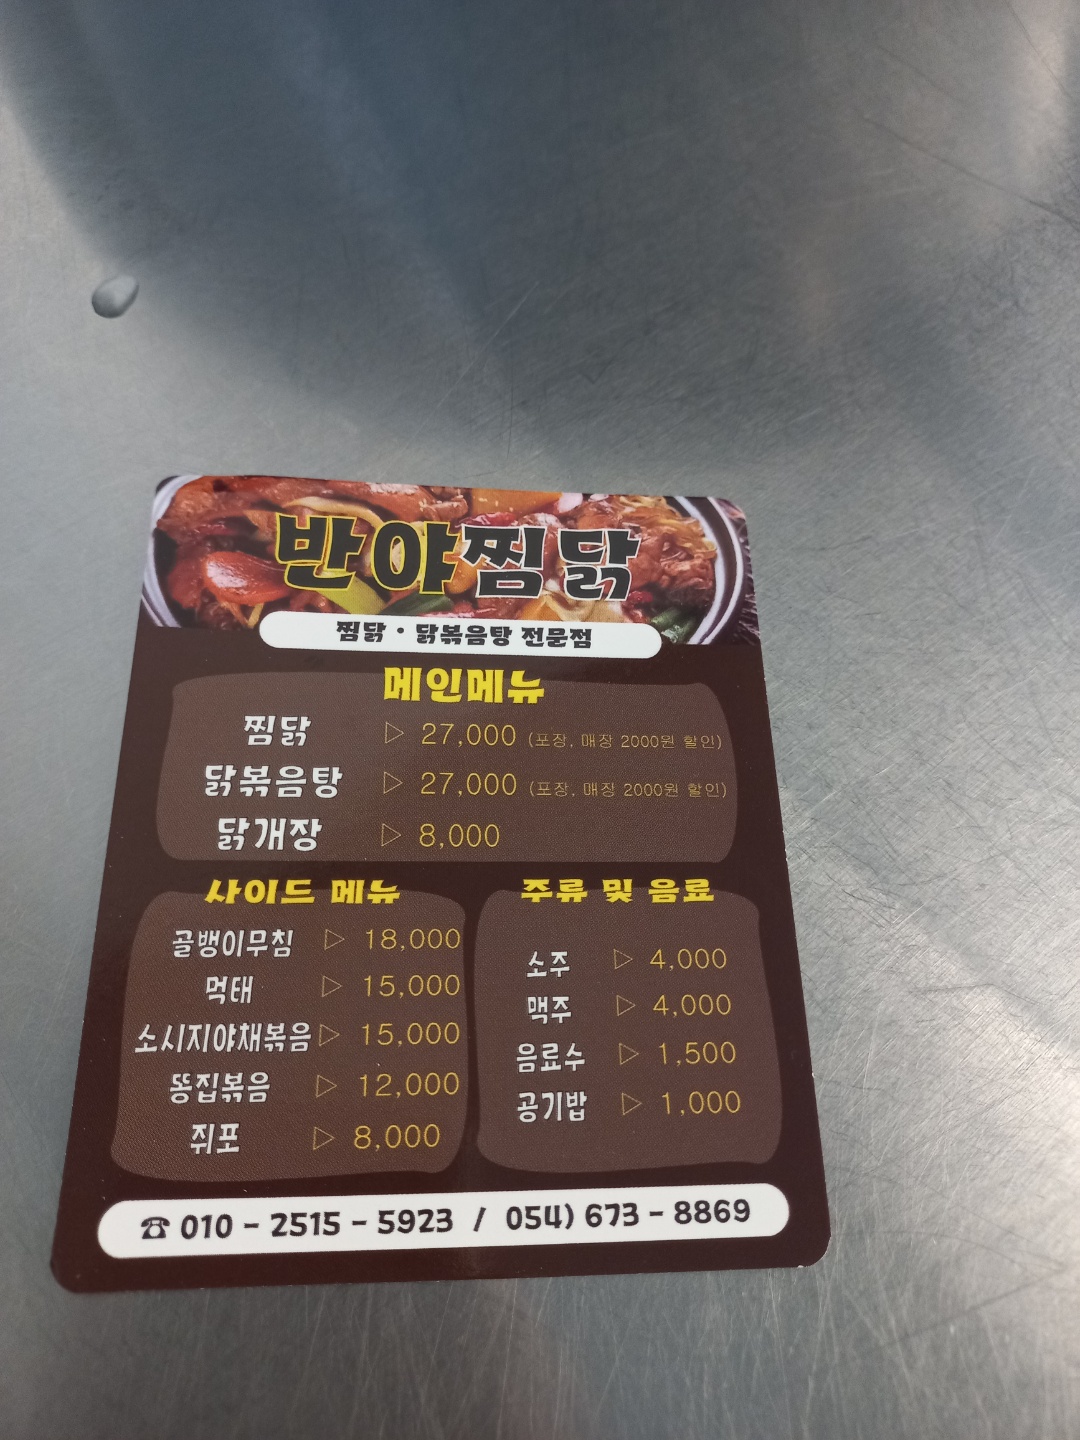 반야찜닭
찜닭 · 닭볶음탕 전문점
메인메뉴
찜닭 ▷ 27,000 (포장, 매장 2000원 할인)
닭볶음탕 ▷ 27,000 (포장, 매장 2000원 할인)
닭개장 ▷ 8,000
사이드 메뉴
골뱅이무침 ▷ 18,000
먹태 ▷ 15,000
소시지야채볶음 ▷ 15,000
똥집볶음 ▷ 12,000
쥐포 ▷ 8,000
주류 및 음료
소주 ▷ 4,000
맥주 ▷ 4,000
음료수 ▷ 1,500
공기밥 ▷ 1,000
☎ 010 - 2515 - 5923 / 054) 673 - 8869